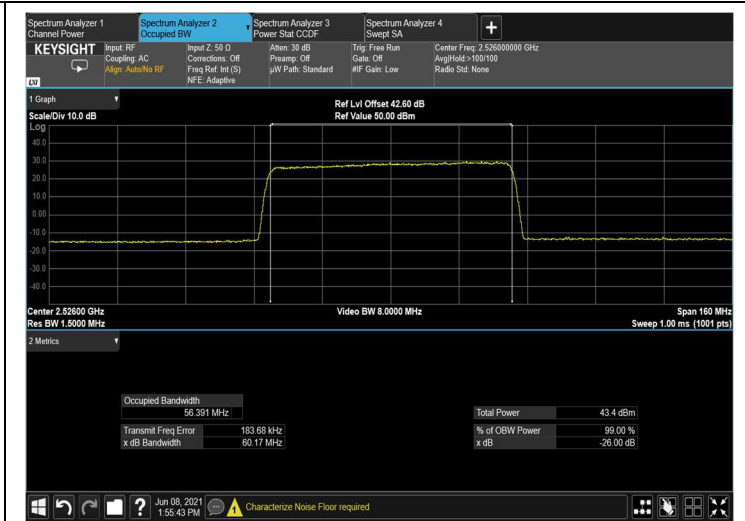 Spectrum Analyzer 1
Channel Power
Spectrum Analyzer 2
Occupied BW
Spectrum Analyzer 3
Power Stat CCDF
Spectrum Analyzer 4
Swept SA
+
KEYSIGHT
LXI
Input: RF
Coupling: AC
Align: Auto/No RF
Input Z: 50 Ω
Corrections: Off
Freq Ref: Int (S)
NFE: Adaptive
Atten: 30 dB
Preamp: Off
µW Path: Standard
Trig: Free Run
Gate: Off
#IF Gain: Low
Center Freq: 2.526000000 GHz
Avg|Hold:>100/100
Radio Std: None
1 Graph
Scale/Div 10.0 dB
Ref Lvl Offset 42.60 dB
Ref Value 50.00 dBm
Log
40.0
30.0
20.0
10.0
0.00
-10.0
-20.0
-30.0
-40.0
Center 2.52600 GHz
Res BW 1.5000 MHz
Video BW 8.0000 MHz
Span 160 MHz
Sweep 1.00 ms (1001 pts)
2 Metrics
Occupied Bandwidth
56.391 MHz
Transmit Freq Error 183.68 kHz
x dB Bandwidth 60.17 MHz
Total Power 43.4 dBm
% of OBW Power 99.00 %
x dB -26.00 dB
?
Jun 08, 2021
1:55:43 PM
1
Characterize Noise Floor required